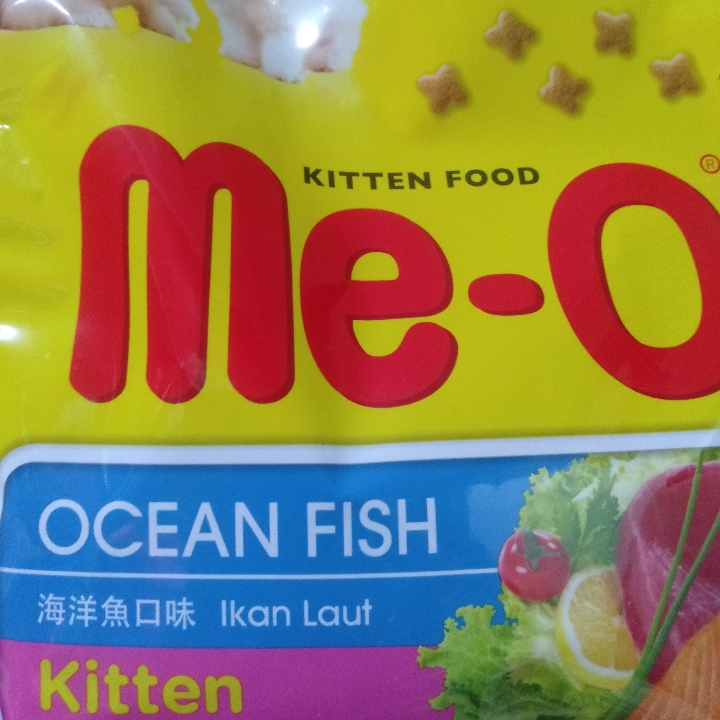 KITTEN FOOD
Me-O®
OCEAN FISH
海洋魚口味 Ikan Laut
Kitten